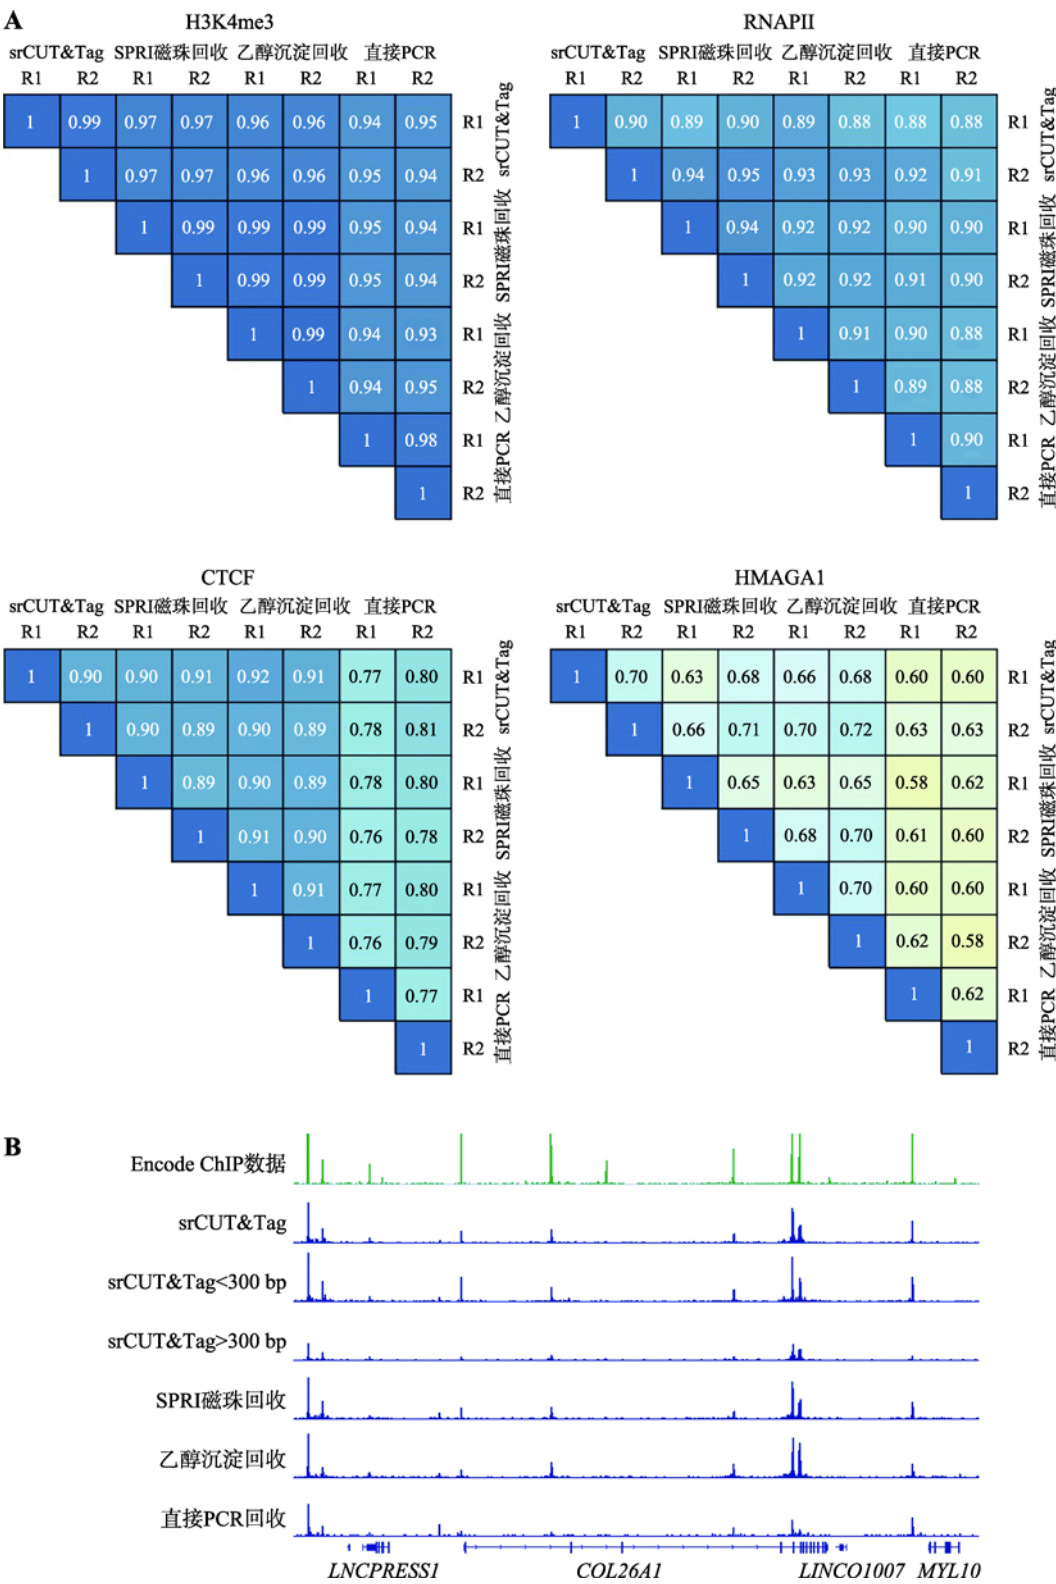 A
H3K4me3
srCUT&Tag SPRI磁珠回收 乙醇沉淀回收 直接PCR
R1 R2 R1 R2 R1 R2 R1 R2
1 0.99 0.97 0.97 0.96 0.96 0.94 0.95 R1
1 0.97 0.97 0.96 0.96 0.95 0.94 R2
1 0.99 0.99 0.99 0.95 0.94 R1
1 0.99 0.99 0.95 0.94 R2
1 0.99 0.94 0.93 R1
1 0.94 0.95 R2
1 0.98 R1
1 R2
srCUT&Tag
SPRI磁珠回收
乙醇沉淀回收
直接PCR
RNAPII
srCUT&Tag SPRI磁珠回收 乙醇沉淀回收 直接PCR
R1 R2 R1 R2 R1 R2 R1 R2
1 0.90 0.89 0.90 0.89 0.88 0.88 0.88 R1
1 0.94 0.95 0.93 0.93 0.92 0.91 R2
1 0.94 0.92 0.92 0.90 0.90 R1
1 0.92 0.92 0.91 0.90 R2
1 0.91 0.90 0.88 R1
1 0.89 0.88 R2
1 0.90 R1
1 R2
srCUT&Tag
SPRI磁珠回收
乙醇沉淀回收
直接PCR
CTCF
srCUT&Tag SPRI磁珠回收 乙醇沉淀回收 直接PCR
R1 R2 R1 R2 R1 R2 R1 R2
1 0.90 0.90 0.91 0.92 0.91 0.77 0.80 R1
1 0.90 0.89 0.90 0.89 0.78 0.81 R2
1 0.89 0.90 0.89 0.78 0.80 R1
1 0.91 0.90 0.76 0.78 R2
1 0.91 0.77 0.80 R1
1 0.76 0.79 R2
1 0.77 R1
1 R2
srCUT&Tag
SPRI磁珠回收
乙醇沉淀回收
直接PCR
HMAGA1
srCUT&Tag SPRI磁珠回收 乙醇沉淀回收 直接PCR
R1 R2 R1 R2 R1 R2 R1 R2
1 0.70 0.63 0.68 0.66 0.68 0.60 0.60 R1
1 0.66 0.71 0.70 0.72 0.63 0.63 R2
1 0.65 0.63 0.65 0.58 0.62 R1
1 0.68 0.70 0.61 0.60 R2
1 0.70 0.60 0.60 R1
1 0.62 0.58 R2
1 0.62 R1
1 R2
srCUT&Tag
SPRI磁珠回收
乙醇沉淀回收
直接PCR
B
Encode ChIP数据
srCUT&Tag
srCUT&Tag<300 bp
srCUT&Tag>300 bp
SPRI磁珠回收
乙醇沉淀回收
直接PCR回收
LNCPRESS1 COL26A1 LINCO1007 MYL10